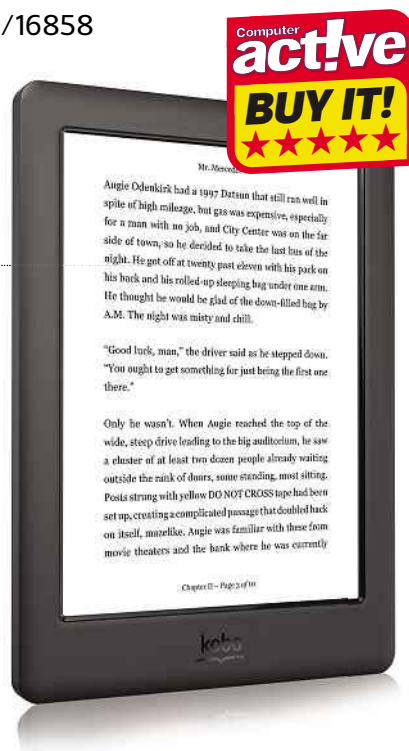 /16858
Computer
act!ve
BUY IT!
Mr. Mercedes
Augie Odenkirk had a 1997 Datsun that still ran well in
spite of high mileage, but gas was expensive, especially
for a man with no job, and City Center was on the far
side of town, so he decided to take the last bus of the
night. He got off at twenty past eleven with his pack on
his back and his rolled-up sleeping bag under one arm.
He thought he would be glad of the down-filled bag by
A.M. The night was misty and chill.
“Good luck, man,” the driver said as he stepped down.
“You ought to get something for just being the first one
there.”
Only he wasn't. When Augie reached the top of the
wide, steep drive leading to the big auditorium, he saw
a cluster of at least two dozen people already waiting
outside the rank of doors, some standing, most sitting.
Posts strung with yellow DO NOT CROSS tape had been
set up, creating a complicated passage that doubled back
on itself, mazelike. Augie was familiar with these from
movie theaters and the bank where he was currently
Chapter II – Page 3 of 10
kobo